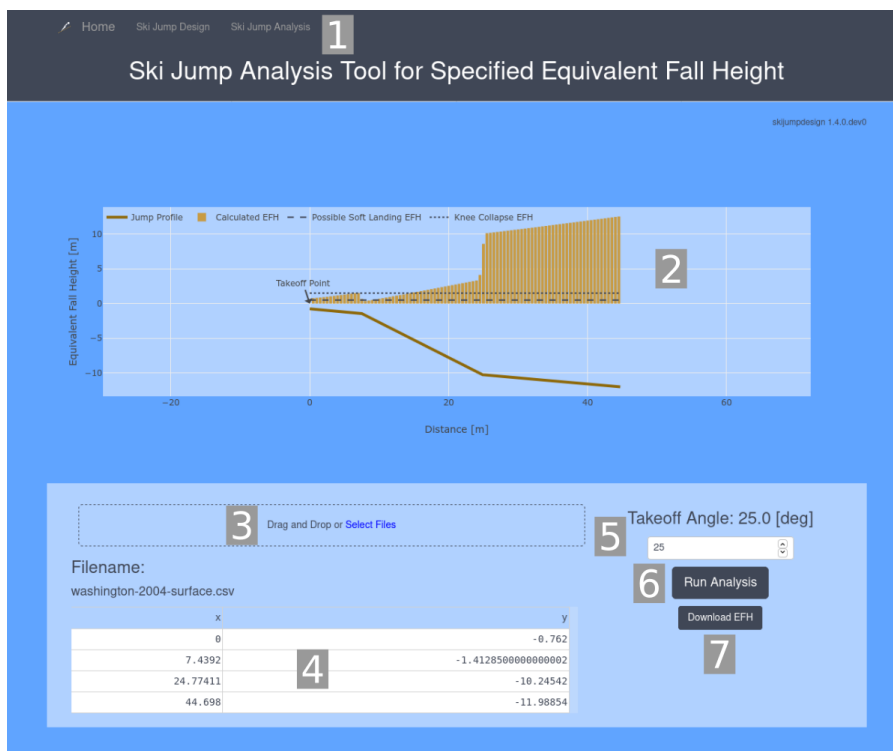 Home Ski Jump Design Ski Jump Analysis 1
Ski Jump Analysis Tool for Specified Equivalent Fall Height
skijumpdesign 1.4.0.dev0
Jump Profile Calculated EFH Possible Soft Landing EFH Knee Collapse EFH
10
5
0
−5
−10
Equivalent Fall Height [m]
Takeoff Point
2
−20 0 20 40 60
Distance [m]
3 Drag and Drop or Select Files
Filename:
washington-2004-surface.csv
x y
0 -0.762
7.4392 -1.4128500000000002
24.77411 -10.24542
44.698 -11.98854
4
Takeoff Angle: 25.0 [deg]
5 25
6 Run Analysis
Download EFH
7